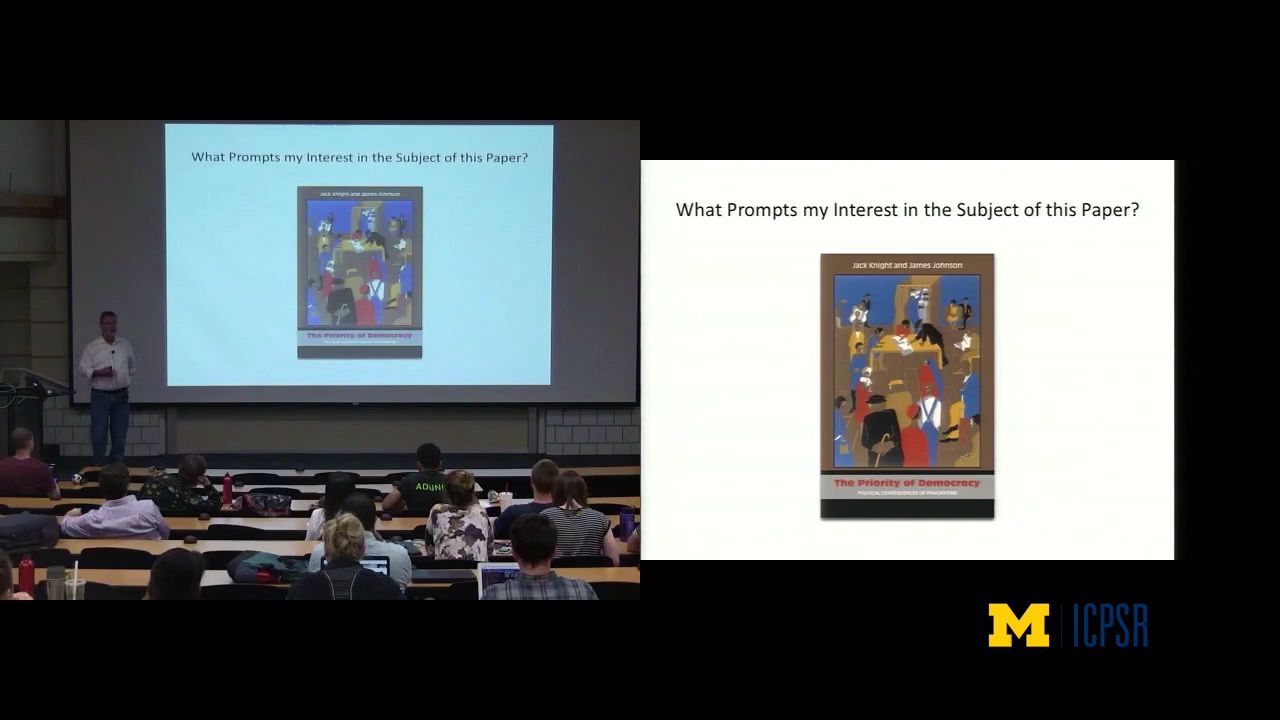 What Prompts my Interest in the Subject of this Paper?
Jack Knight and James Johnson
The Priority of Democracy
What Prompts my Interest in the Subject of this Paper?
Jack Knight and James Johnson
The Priority of Democracy
POLITICAL CONSEQUENCES OF PRAGMATISM
M ICPSR